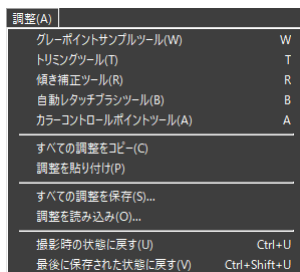 調整(A)
グレーポイントサンプルツール(W) W
トリミングツール(T) T
傾き補正ツール(R) R
自動レタッチブラシツール(B) B
カラーコントロールポイントツール(A) A
すべての調整をコピー(C)
調整を貼り付け(P)
すべての調整を保存(S)...
調整を読み込み(O)...
撮影時の状態に戻す(U) Ctrl+U
最後に保存された状態に戻す(V) Ctrl+Shift+U